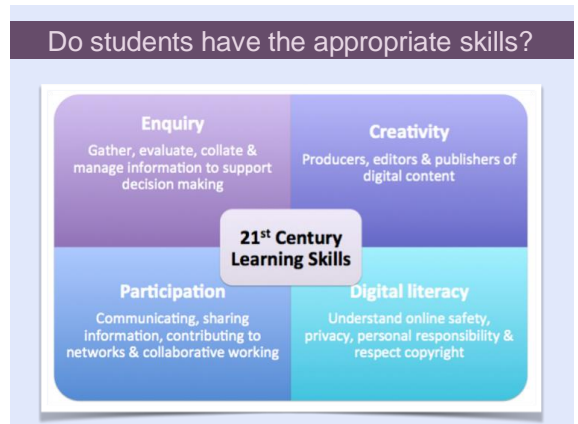 Do students have the appropriate skills?
Enquiry
Gather, evaluate, collate &
manage information to support
decision making
Creativity
Producers, editors & publishers of
digital content
21st Century
Learning Skills
Participation
Communicating, sharing
information, contributing to
networks & collaborative working
Digital literacy
Understand online safety,
privacy, personal responsibility &
respect copyright